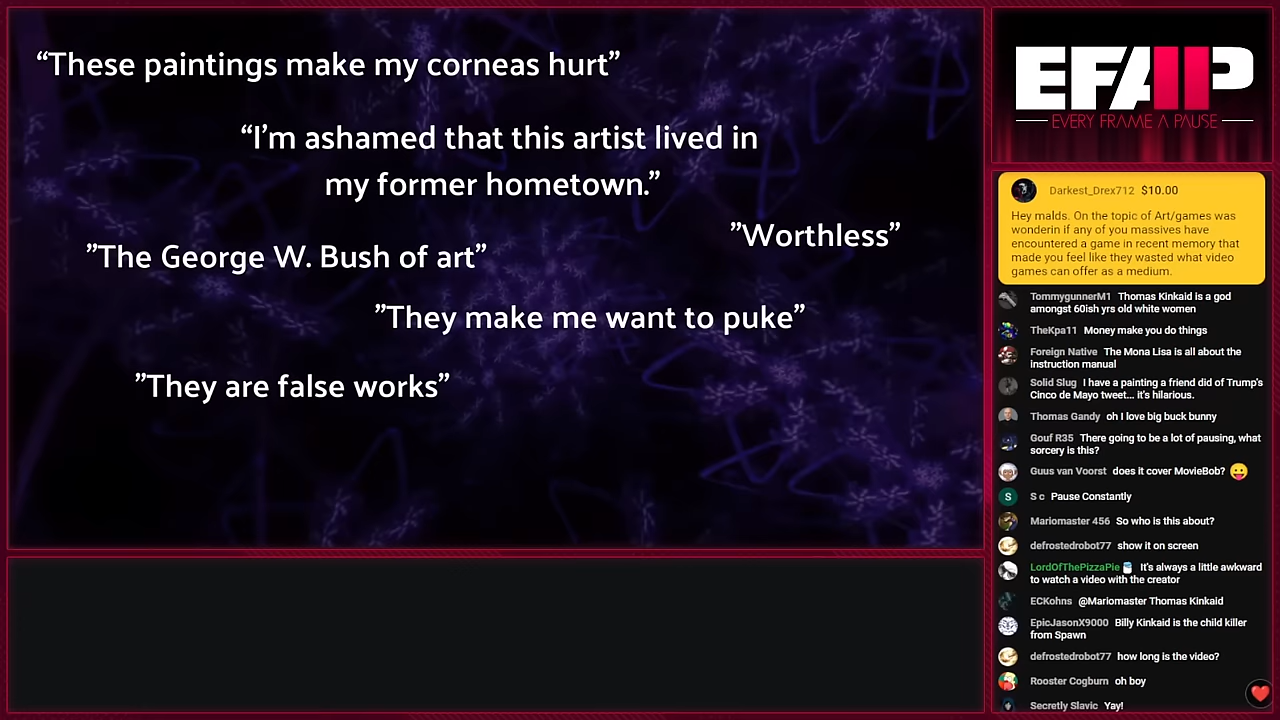 “These paintings make my corneas hurt”
“I’m ashamed that this artist lived in
my former hometown.”
”Worthless”
”The George W. Bush of art”
”They make me want to puke”
”They are false works”
EFAP
EVERY FRAME A PAUSE
Darkest_Drex712 $10.00
Hey malds. On the topic of Art/games was
wonderin if any of you massives have
encountered a game in recent memory that
made you feel like they wasted what video
games can offer as a medium.
TommygunnerM1 Thomas Kinkaid is a god
amongst 60ish yrs old white women
TheKpa11 Money make you do things
Foreign Native The Mona Lisa is all about the
instruction manual
Solid Slug I have a painting a friend did of Trump's
Cinco de Mayo tweet... it's hilarious.
Thomas Gandy oh I love big buck bunny
Gouf R35 There going to be a lot of pausing, what
sorcery is this?
Guus van Voorst does it cover MovieBob? 😛
S
S c Pause Constantly
Mariomaster 456 So who is this about?
defrostedrobot77 show it on screen
LordOfThePizzaPie It's always a little awkward
to watch a video with the creator
ECKohns @Mariomaster Thomas Kinkaid
EpicJasonX9000 Billy Kinkaid is the child killer
from Spawn
defrostedrobot77 how long is the video?
Rooster Cogburn oh boy
Secretly Slavic Yay!